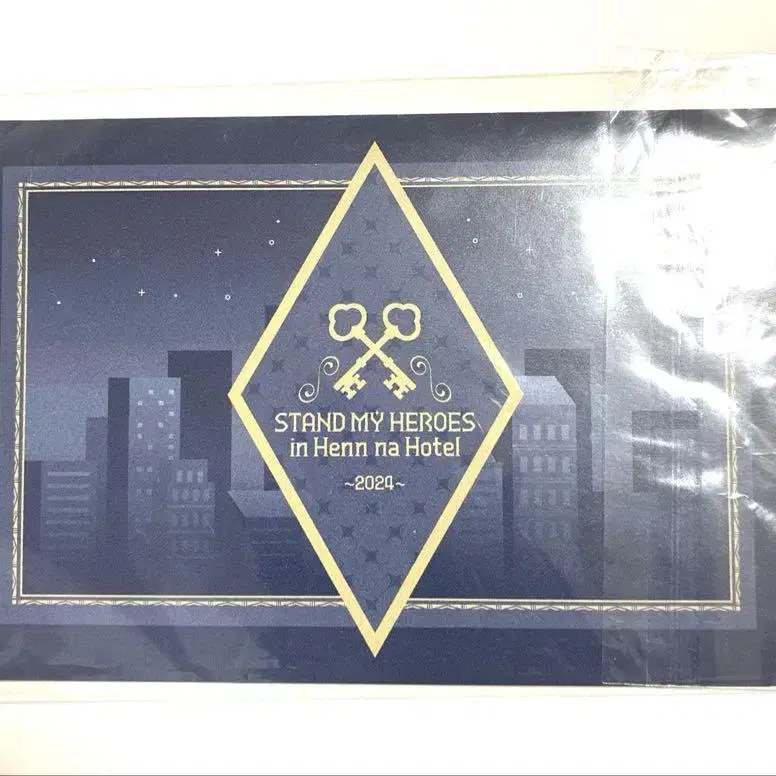 STAND MY HEROES
in Henn na Hotel
~2024~